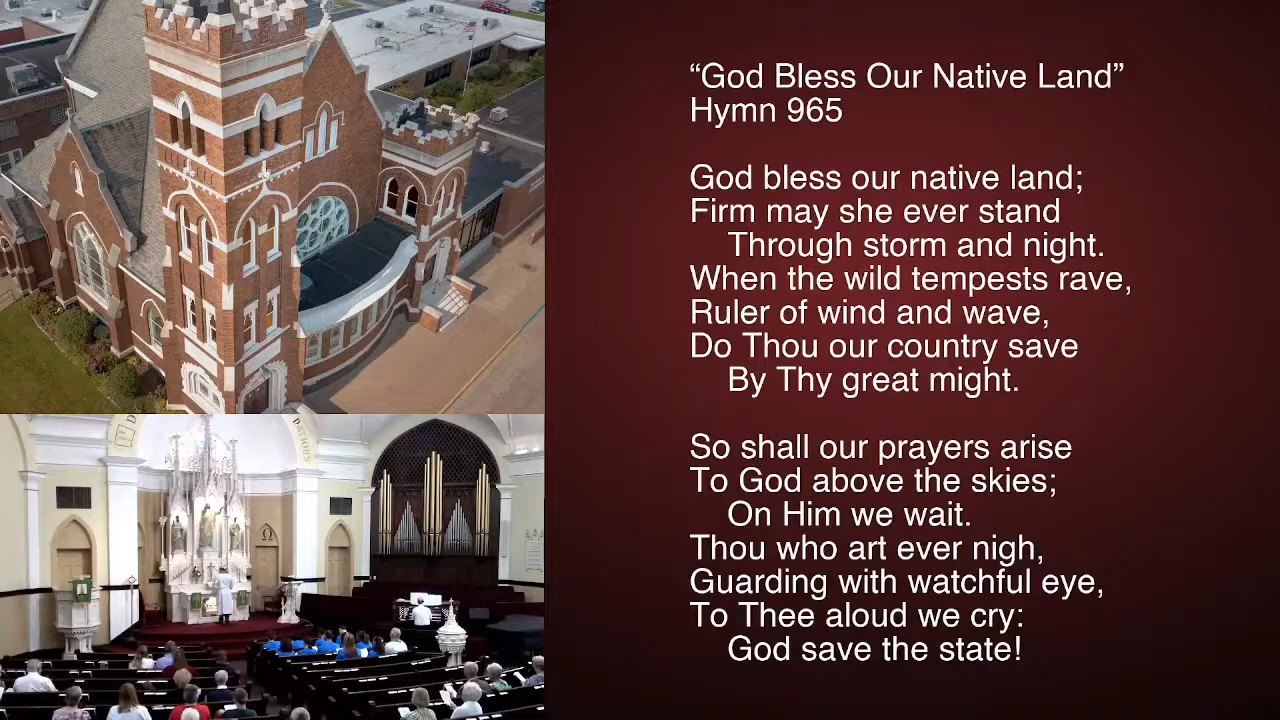 “God Bless Our Native Land”
Hymn 965
God bless our native land;
Firm may she ever stand
Through storm and night.
When the wild tempests rave,
Ruler of wind and wave,
Do Thou our country save
By Thy great might.
So shall our prayers arise
To God above the skies;
On Him we wait.
Thou who art ever nigh,
Guarding with watchful eye,
To Thee aloud we cry:
God save the state!